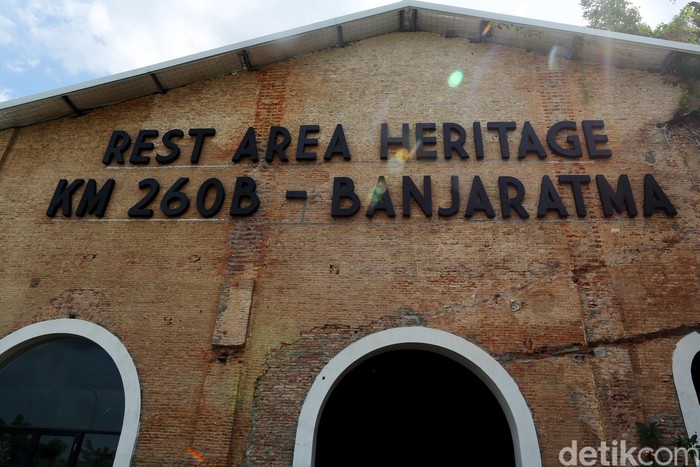 REST AREA HERITAGE
KM 260B - BANJARATMA
detikcom